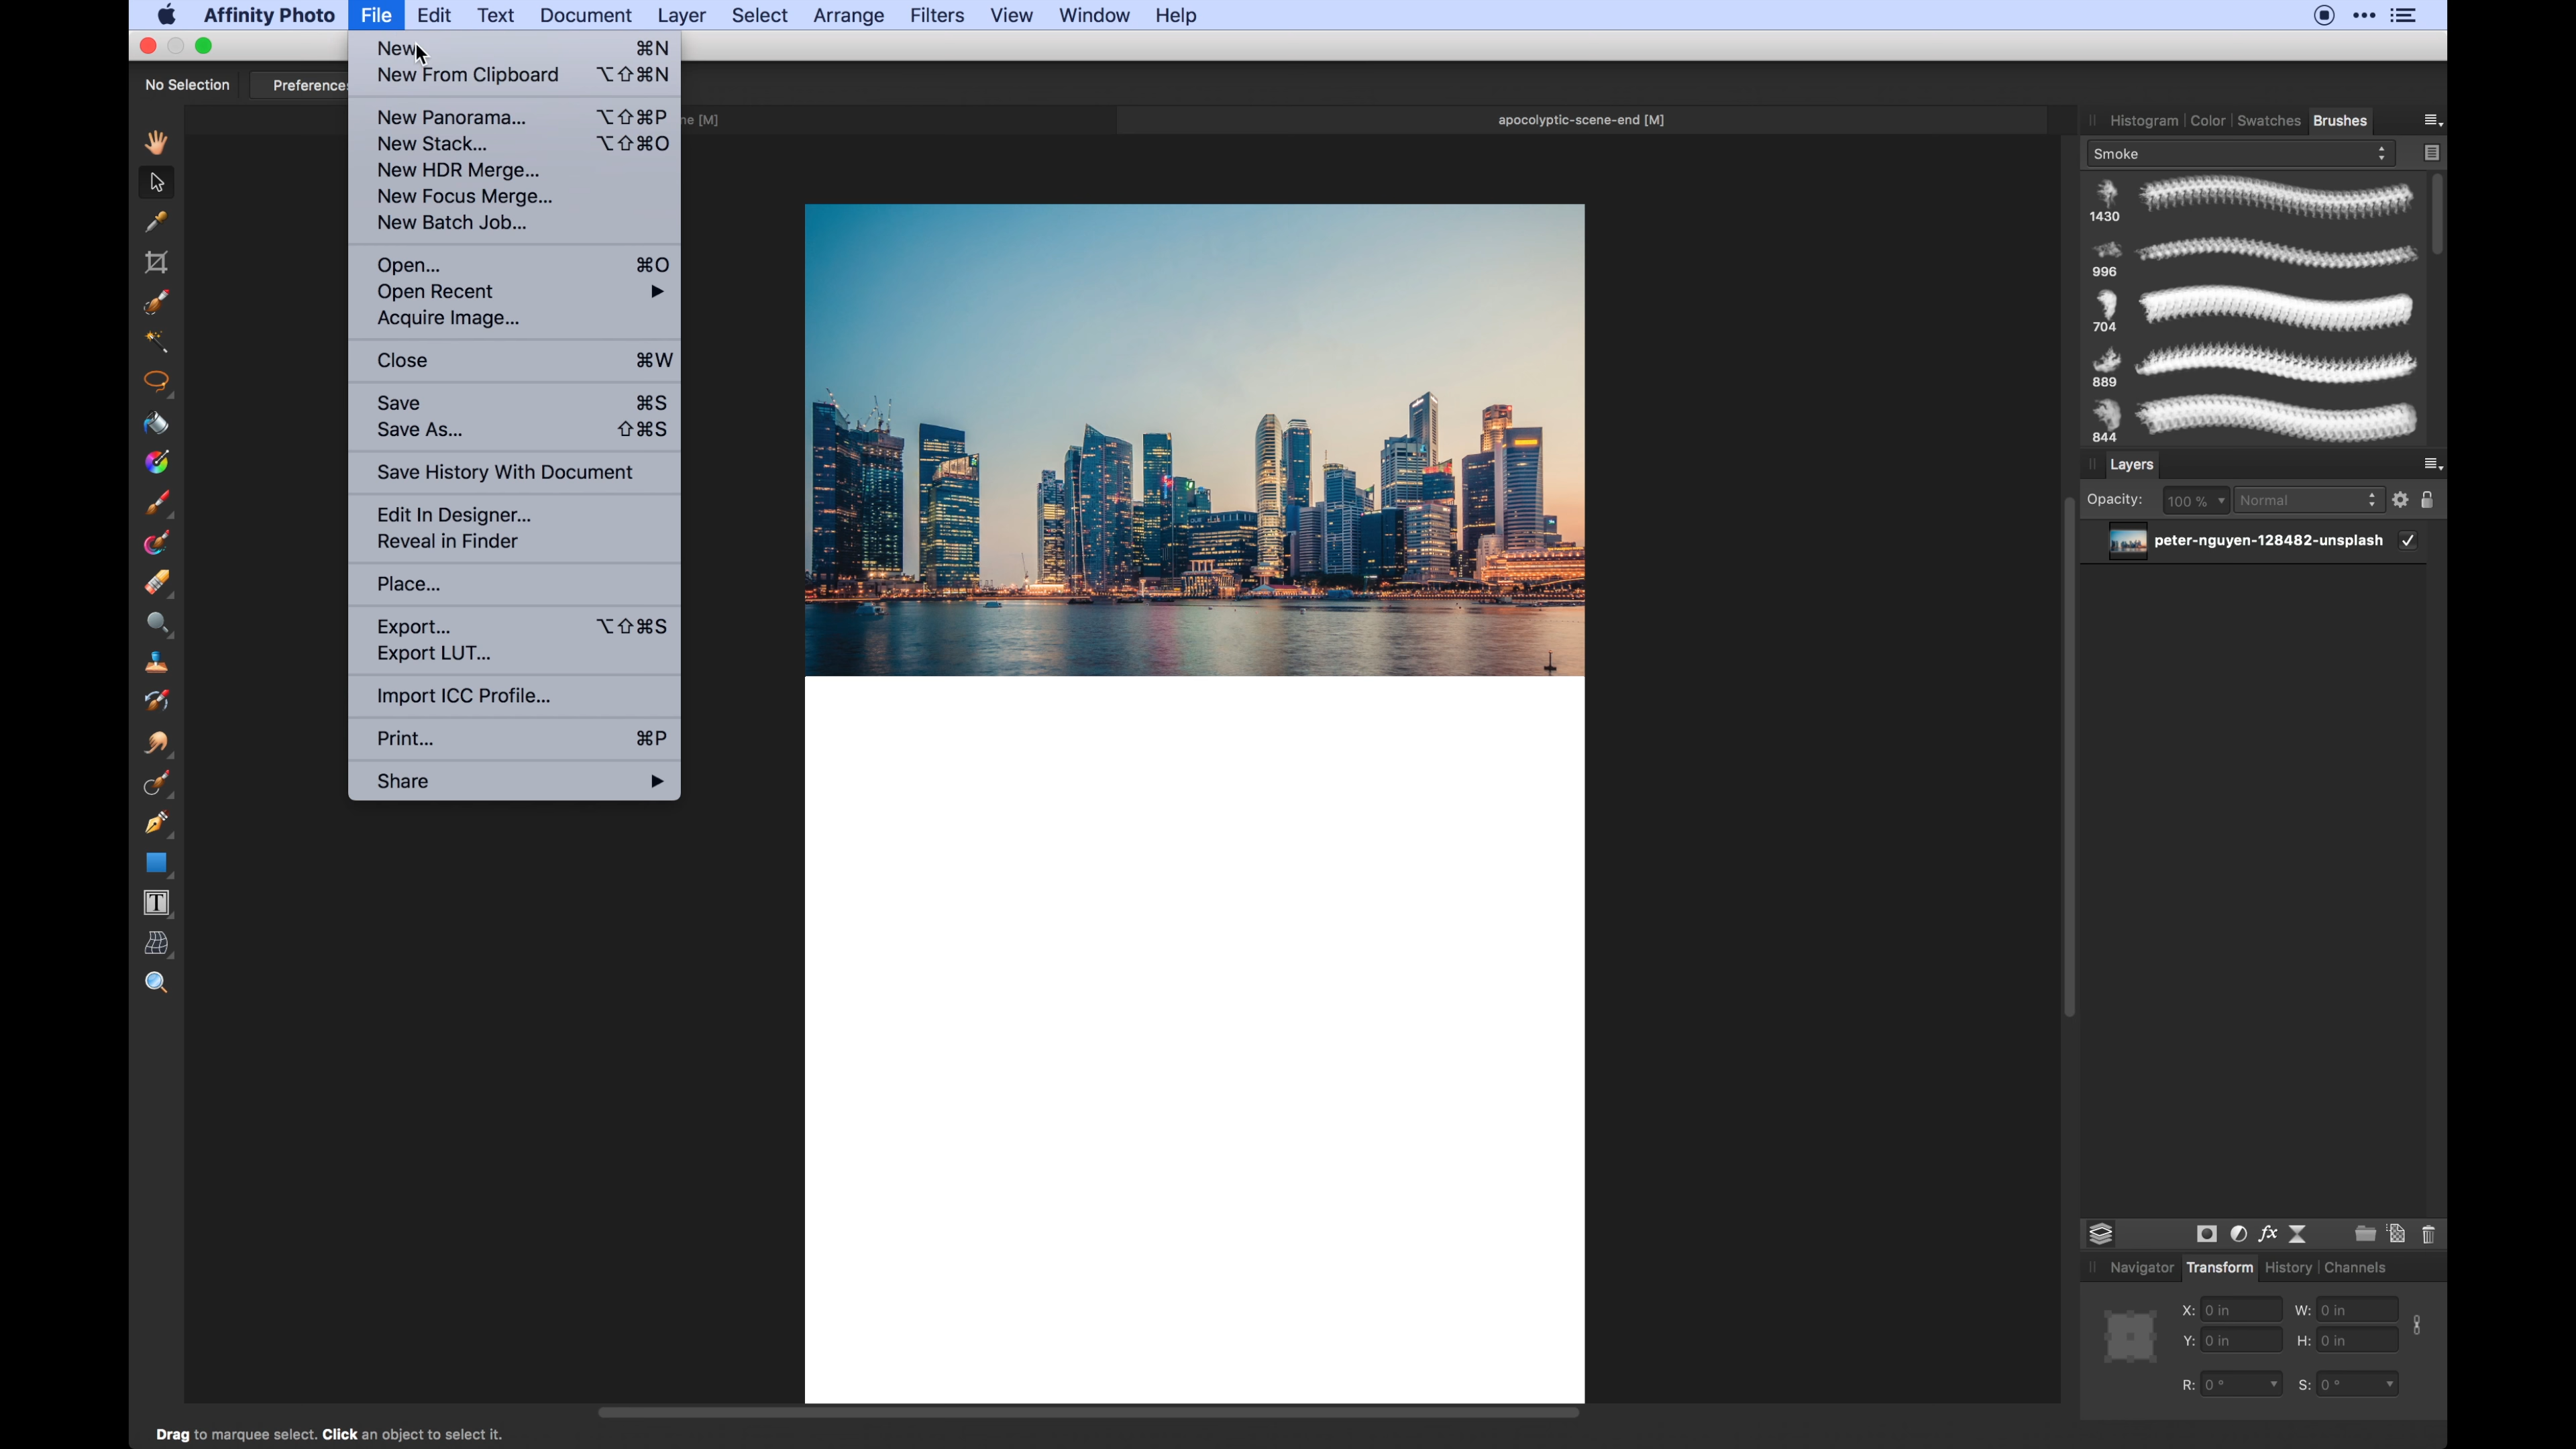 Affinity Photo File Edit Text Document Layer Select Arrange Filters View Window Help
No Selection Preferences
ne [M]
apocolyptic-scene-end [M]
New ⌘N
New From Clipboard ⌥⇧⌘N
New Panorama... ⌥⇧⌘P
New Stack... ⌥⇧⌘O
New HDR Merge...
New Focus Merge...
New Batch Job...
Open... ⌘O
Open Recent ▶
Acquire Image...
Close ⌘W
Save ⌘S
Save As... ⇧⌘S
Save History With Document
Edit In Designer...
Reveal in Finder
Place...
Export... ⌥⇧⌘S
Export LUT...
Import ICC Profile...
Print... ⌘P
Share ▶
Histogram Color Swatches Brushes
Smoke
1430
996
704
889
844
Layers
Opacity: 100 % Normal
peter-nguyen-128482-unsplash
fx
Navigator Transform History Channels
X: 0 in W: 0 in
Y: 0 in H: 0 in
R: 0 ° S: 0 °
Drag to marquee select. Click an object to select it.